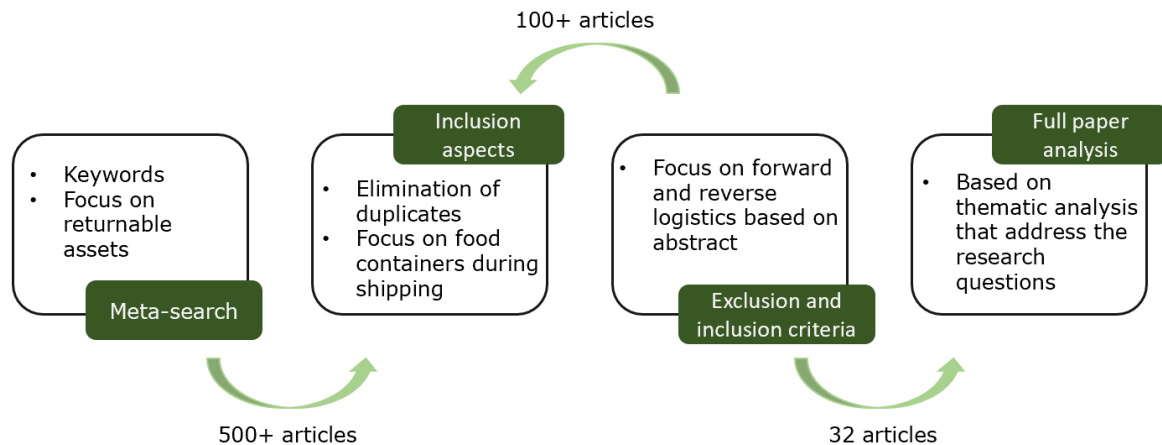 100+ articles
• Keywords
• Focus on
returnable
assets
Meta-search
Inclusion
aspects
• Elimination of
duplicates
• Focus on food
containers during
shipping
• Focus on forward
and reverse
logistics based on
abstract
Exclusion and
inclusion criteria
Full paper
analysis
• Based on
thematic analysis
that address the
research
questions
500+ articles
32 articles